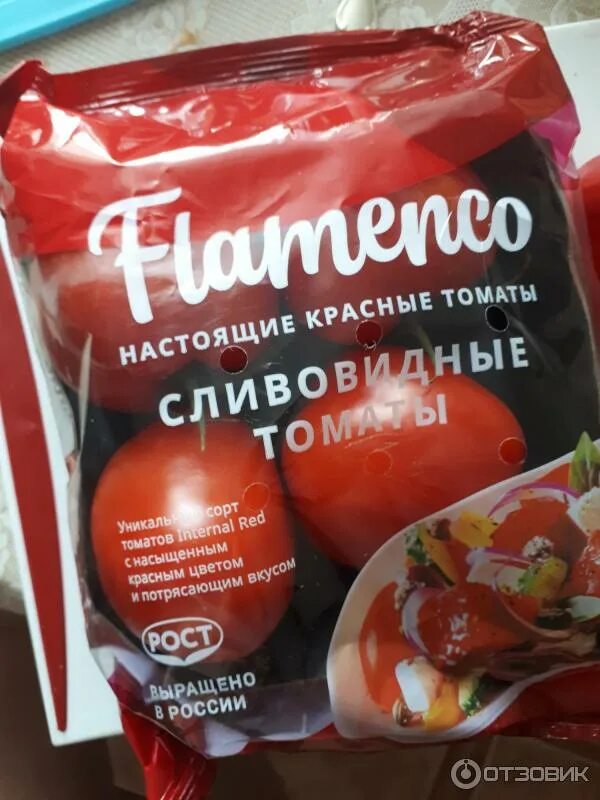 Flamenco
НАСТОЯЩИЕ КРАСНЫЕ ТОМАТЫ
СЛИВОВИДНЫЕ
ТОМАТЫ
Уникальный сорт
томатов Internal Red
с насыщенным
красным цветом
и потрясающим вкусом
РОСТ
ВЫРАЩЕНО
В РОССИИ
ОТЗОВИК